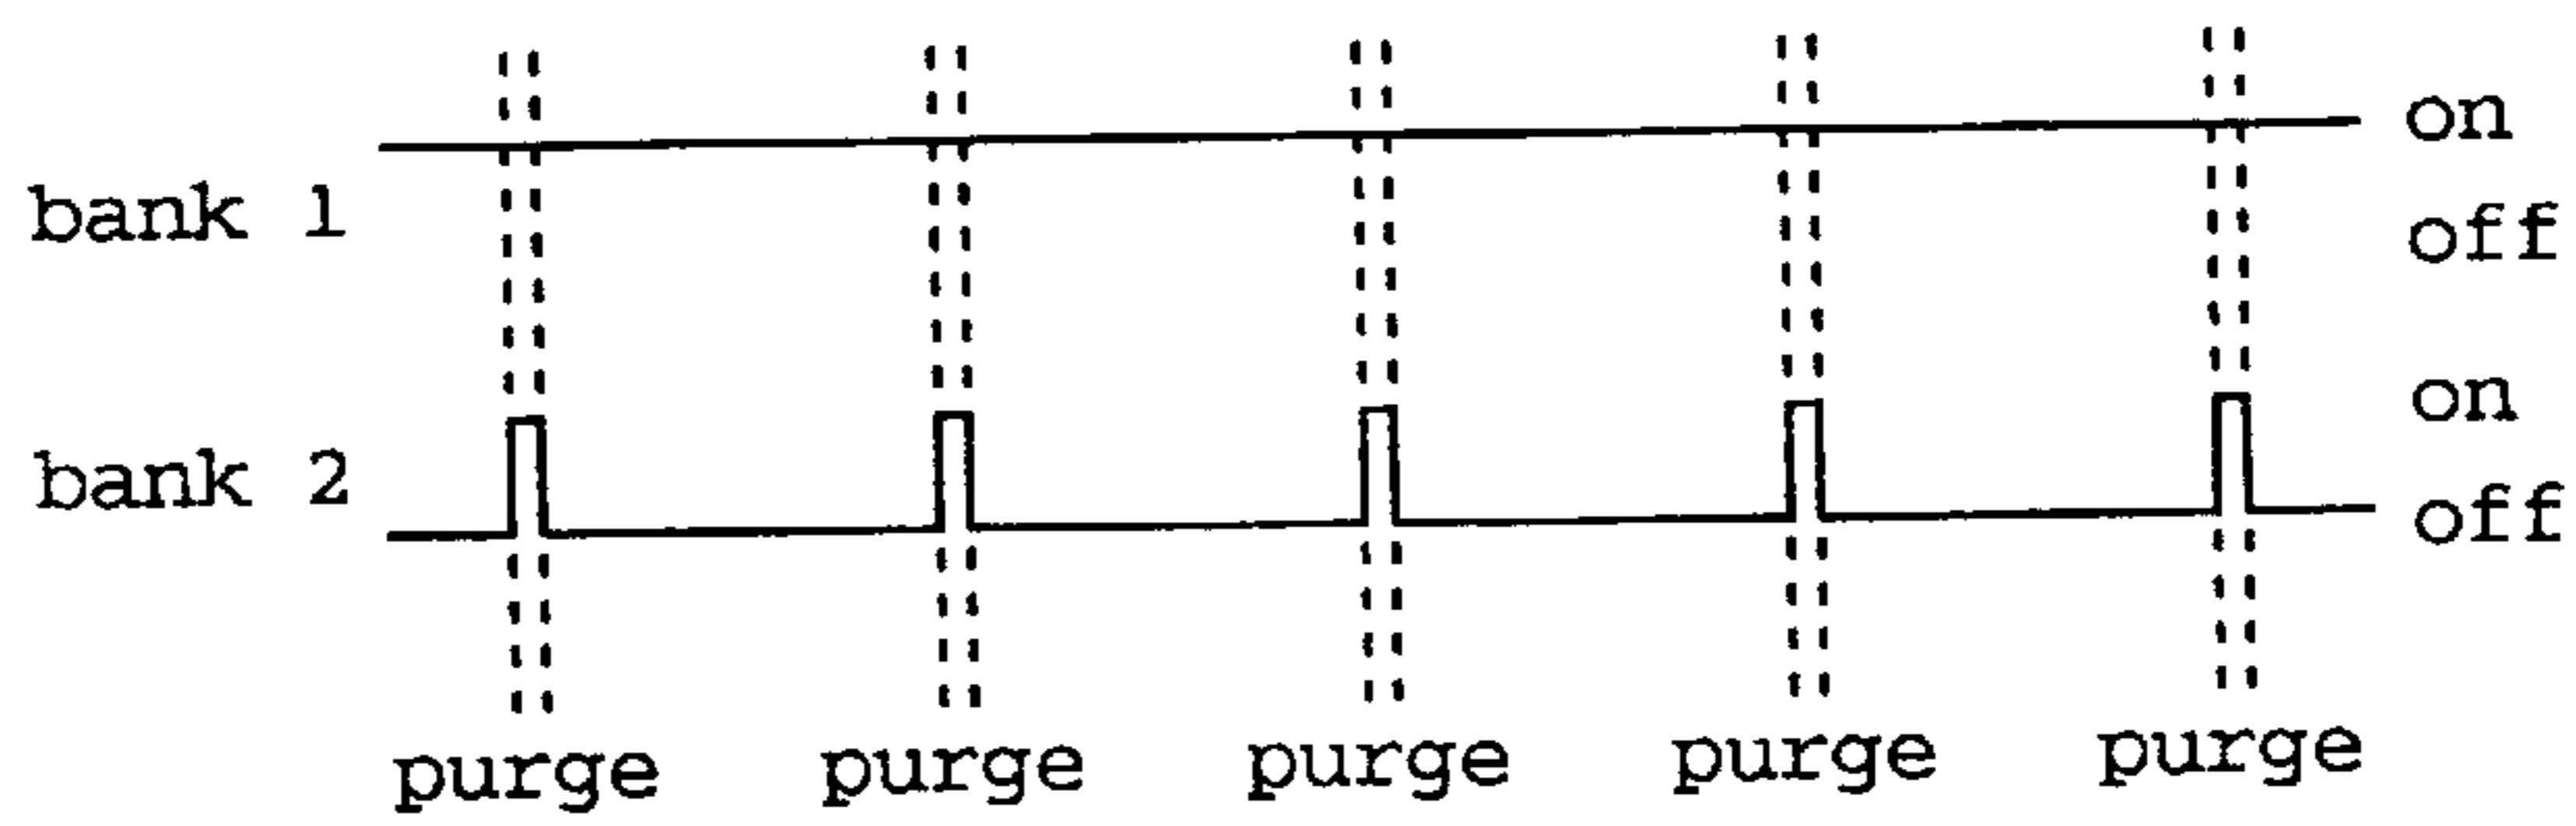 on
bank 1
off
on
bank 2
off
purge purge purge purge purge